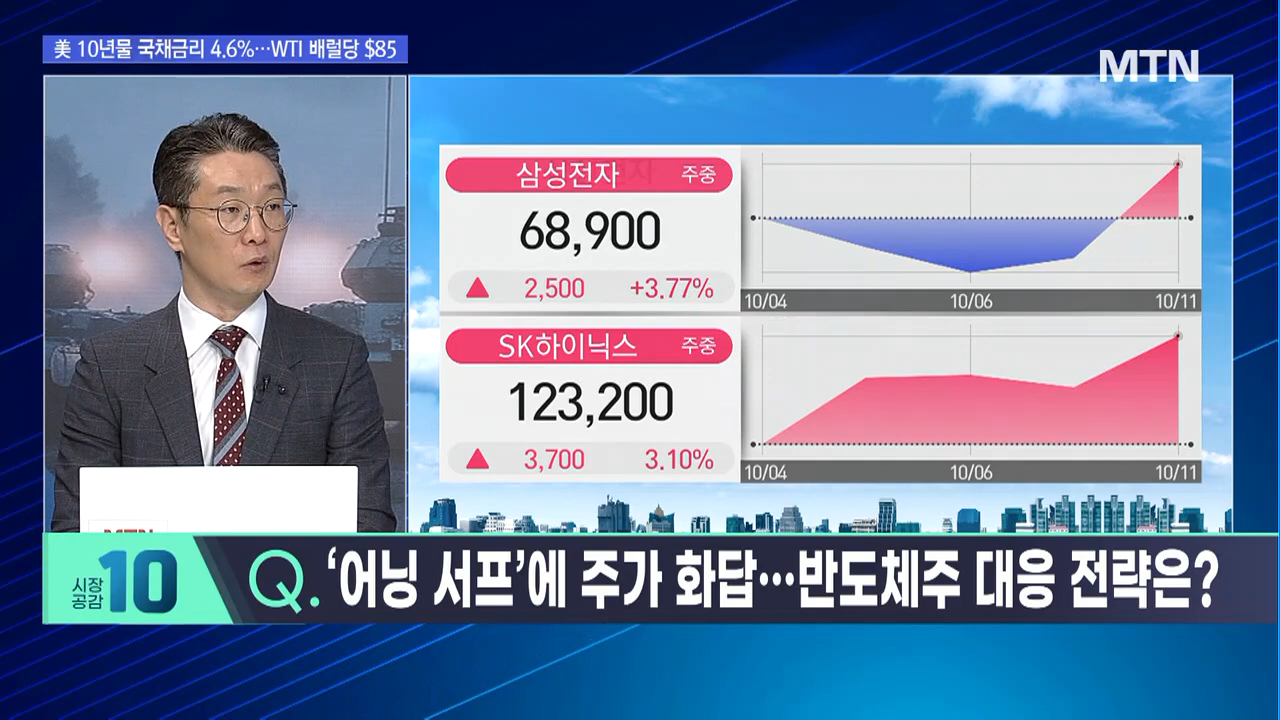 美 10년물 국채금리 4.6%…WTI 배럴당 $85
MTN
삼성전자 주중
68,900
▲ 2,500 +3.77%
10/04 10/06 10/11
SK하이닉스 주중
123,200
▲ 3,700 3.10%
10/04 10/06 10/11
MTN
시장공감 10
Q. ‘어닝 서프’에 주가 화답…반도체주 대응 전략은?